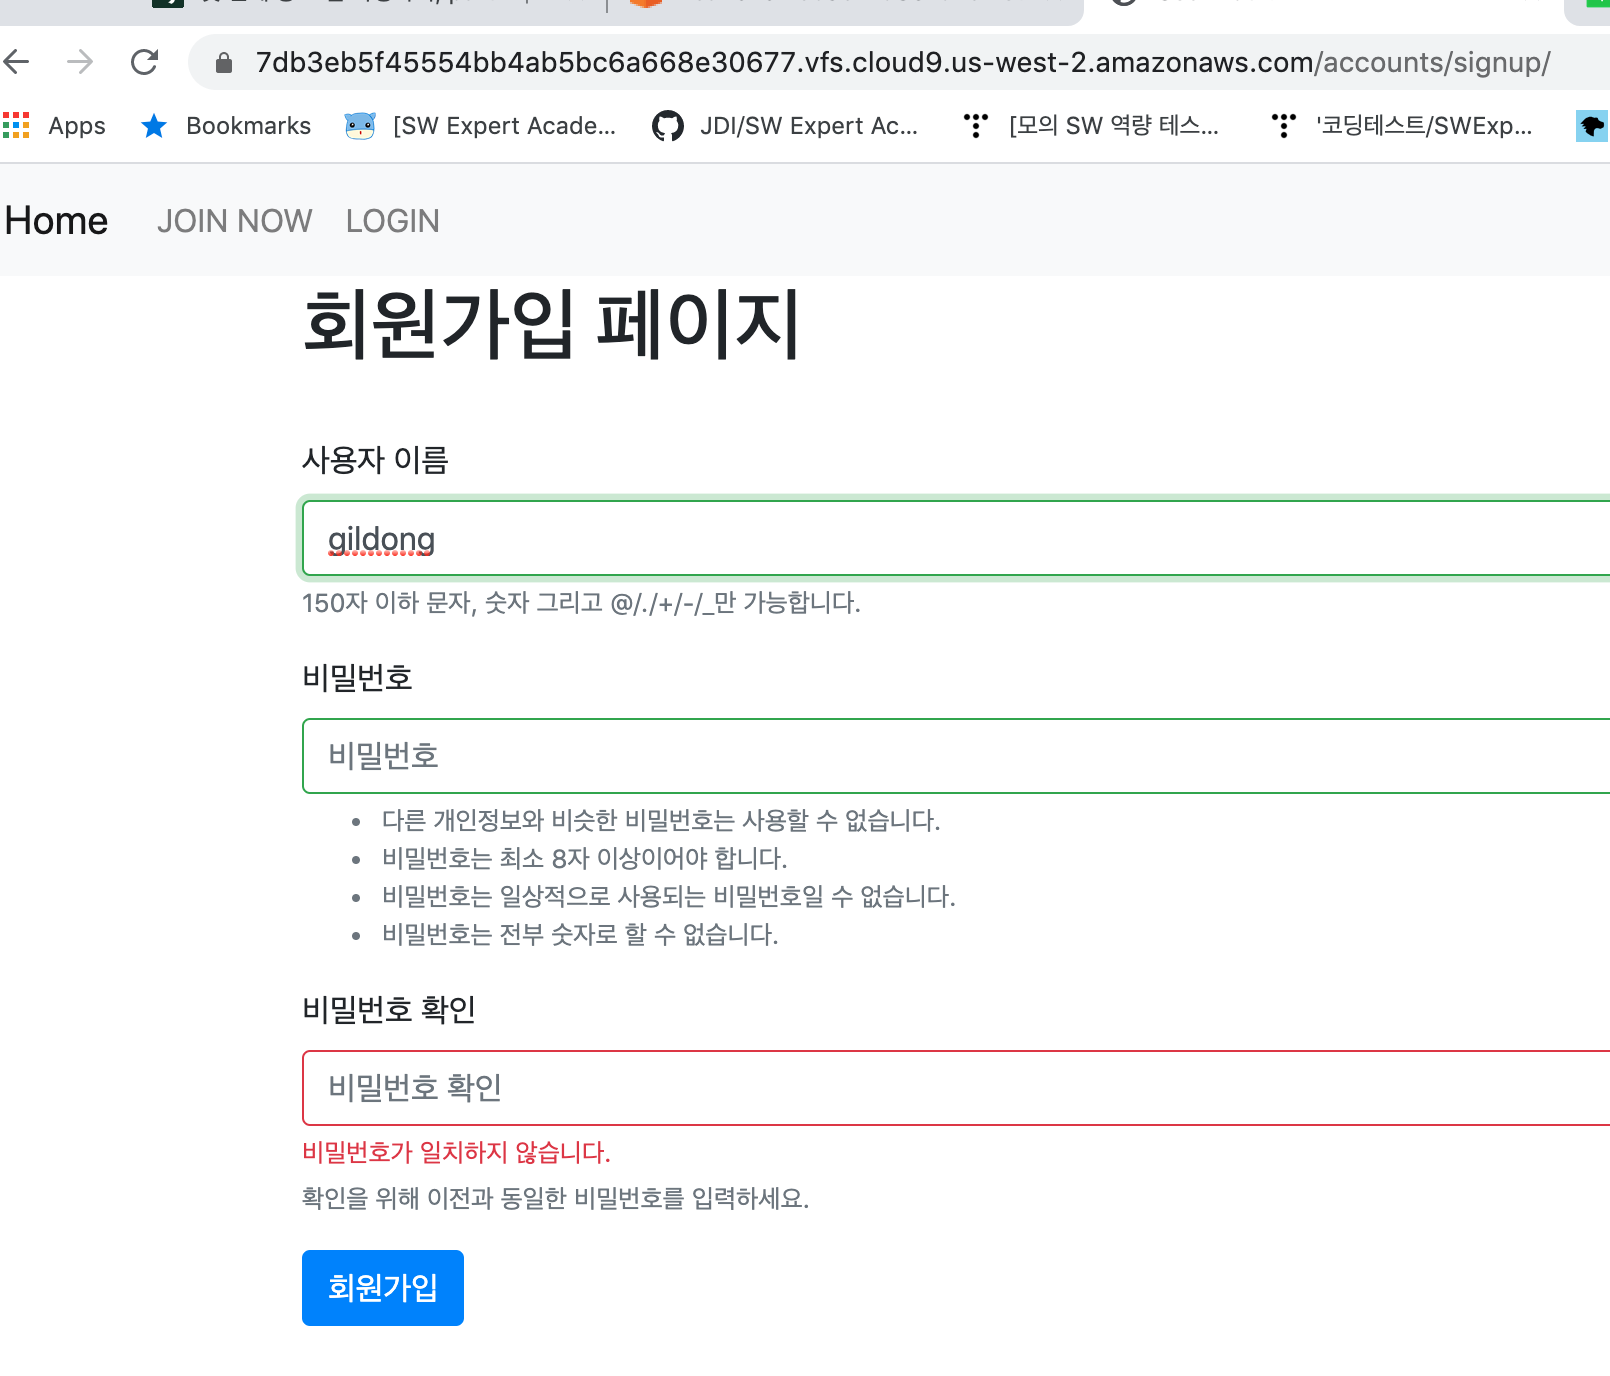 7db3eb5f45554bb4ab5bc6a668e30677.vfs.cloud9.us-west-2.amazonaws.com/accounts/signup/
Apps Bookmarks [SW Expert Acade... JDI/SW Expert Ac... [모의 SW 역량 테스... '코딩테스트/SWExp...
Home JOIN NOW LOGIN
회원가입 페이지
사용자 이름
gildong
150자 이하 문자, 숫자 그리고 @/./+/-/_만 가능합니다.
비밀번호
비밀번호
• 다른 개인정보와 비슷한 비밀번호는 사용할 수 없습니다.
• 비밀번호는 최소 8자 이상이어야 합니다.
• 비밀번호는 일상적으로 사용되는 비밀번호일 수 없습니다.
• 비밀번호는 전부 숫자로 할 수 없습니다.
비밀번호 확인
비밀번호 확인
비밀번호가 일치하지 않습니다.
확인을 위해 이전과 동일한 비밀번호를 입력하세요.
회원가입